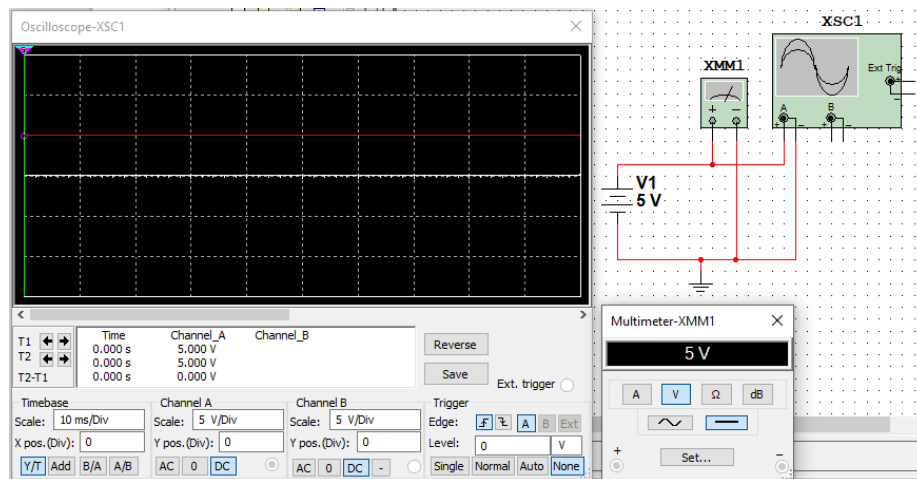 Oscilloscope-XSC1
T1
T2
T2-T1
Time Channel_A Channel_B
0.000 s 5.000 V
0.000 s 5.000 V
0.000 s 0.000 V
Reverse
Save
Ext. trigger
Timebase
Scale: 10 ms/Div
X pos.(Div): 0
Y/T Add B/A A/B
Channel A
Scale: 5 V/Div
Y pos.(Div): 0
AC 0 DC
Channel B
Scale: 5 V/Div
Y pos.(Div): 0
AC 0 DC -
Trigger
Edge: A B Ext
Level: 0 V
Single Normal Auto None
XSC1
Ext Trig
+
-
A
B
+ - + -
XMM1
+ -
V1
5 V
Multimeter-XMM1
5 V
A V Ω dB
+ Set... -